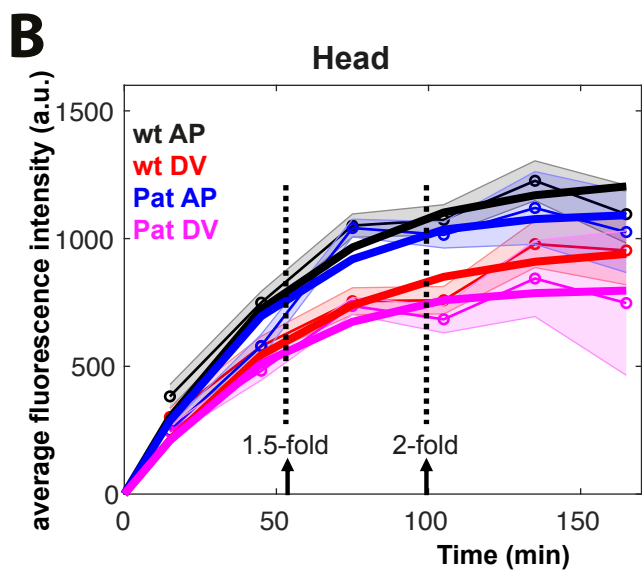 B
Head
average fluorescence intensity (a.u.)
1500
1000
500
0
wt AP
wt DV
Pat AP
Pat DV
1.5-fold
2-fold
0
50
100
150
Time (min)